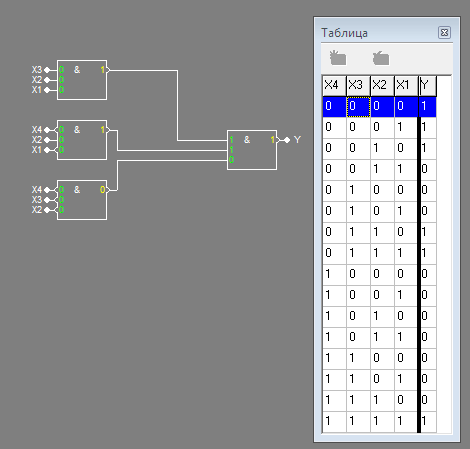 Таблица
X3 0 & 1
X2 0
X1 0
X4 0 & 1
X2 0
X1 0
X4 0 & 0
X3 0
X2 0
1 & 1 Y
1
0
X4 X3 X2 X1 Y
0 0 0 0 1
0 0 0 1 1
0 0 1 0 1
0 0 1 1 0
0 1 0 0 0
0 1 0 1 0
0 1 1 0 0
0 1 1 1 1
1 0 0 0 0
1 0 0 1 0
1 0 1 0 0
1 0 1 1 0
1 1 0 0 0
1 1 0 1 0
1 1 1 0 0
1 1 1 1 1